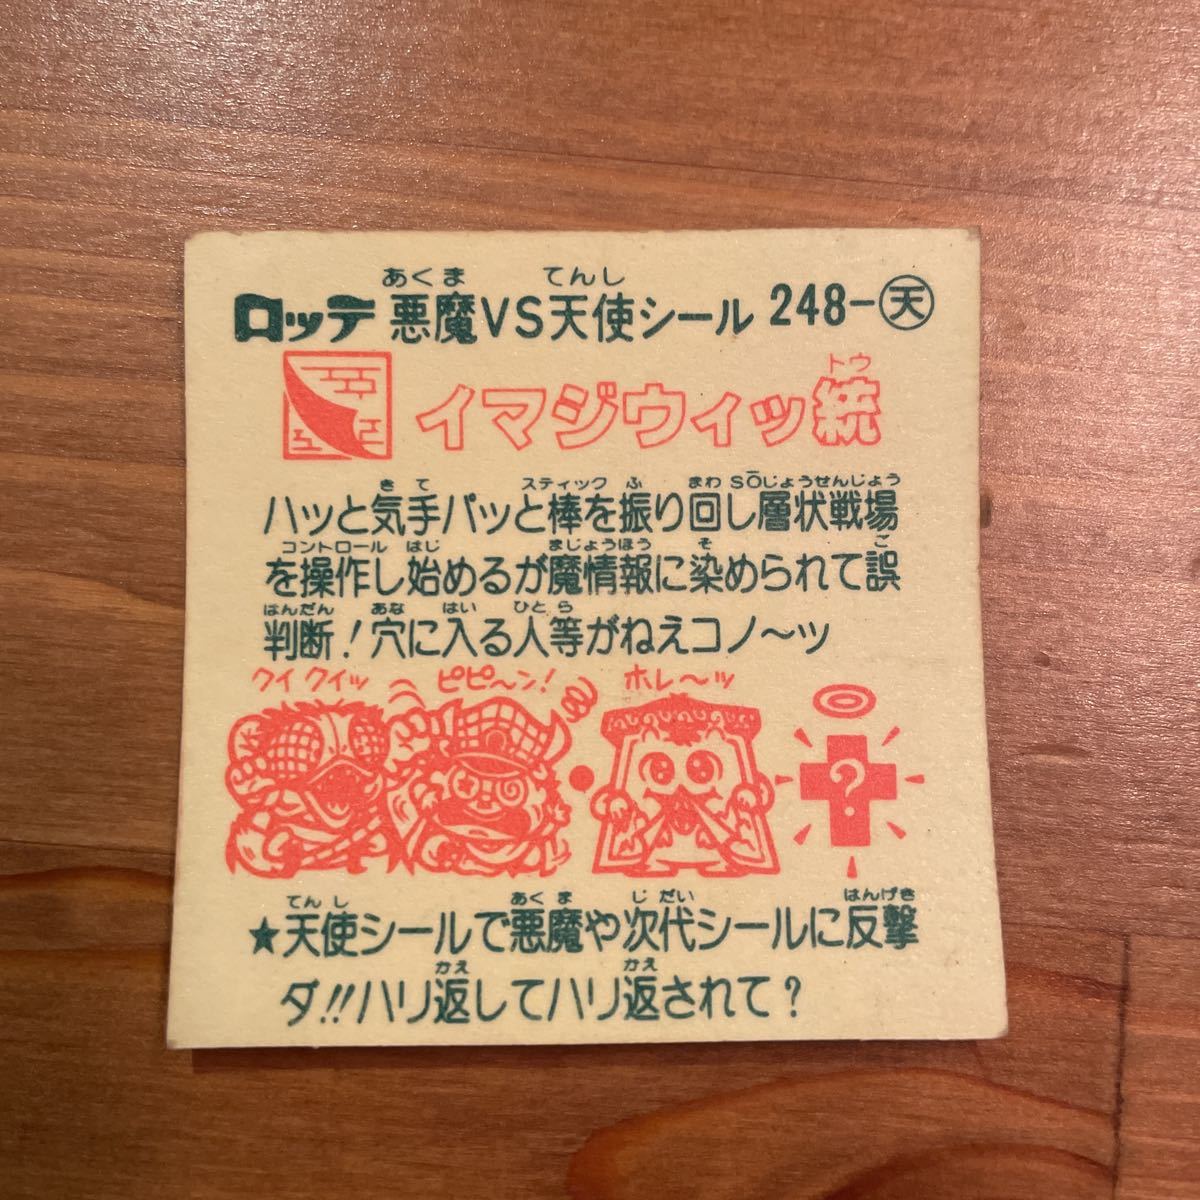 あくま てんし
ロッテ 悪魔VS天使シール 248-㊝天
トウ
イマジウィッ統
きて スティック ふ まわ SŌじょうせんじょう
ハッと気手パッと棒を振り回し層状戦場
コントロール はじ まじょうほう そ ご
を操作し始めるが魔情報に染められて誤
はんだん あな はい ひとら
判断!穴に入る人等がねえコノ〜ッ
クイクイッ ピピ〜ン! ホレ〜ッ
?
てんし あくま じだい はんげき
★天使シールで悪魔や次代シールに反撃
かえ かえ
ダ!!ハリ返してハリ返されて?